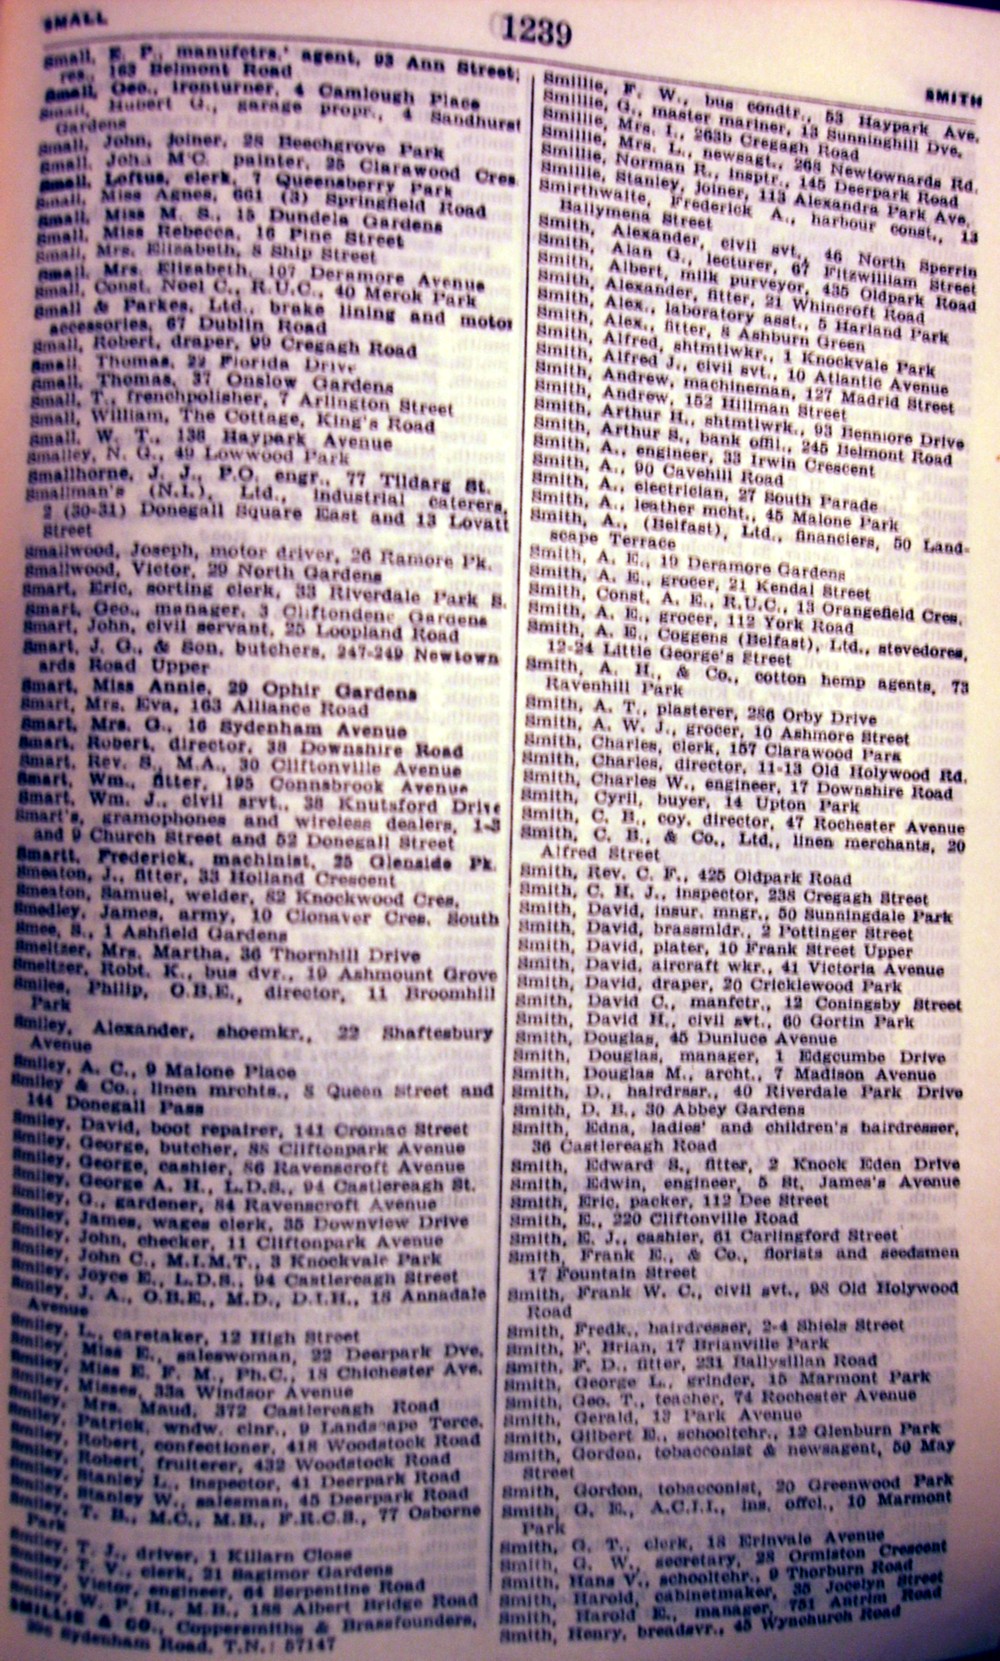 SMALL
1239
SMITH
Small, E. P., manufctrs.' agent, 93 Ann Street;
res., 163 Belmont Road
Small, Geo., ironturner, 4 Camlough Place
Small, Hubert G., garage propr., 4 Sandhurst
Gardens
Small, John, joiner, 28 Beechgrove Park
Small, John McC. painter, 25 Clarawood Cres.
Small, Loftus, clerk, 7 Queensberry Park
Small, Miss Agnes, 661 (3) Springfield Road
Small, Miss M. S., 15 Dundela Gardens
Small, Miss Rebecca, 16 Pine Street
Small, Mrs. Elizabeth, 8 Ship Street
Small, Mrs. Elizabeth, 107 Deramore Avenue
Small, Const. Noel C., R.U.C., 40 Merok Park
Small & Parkes, Ltd., brake lining and motor
accessories, 67 Dublin Road
Small, Robert, draper, 99 Cregagh Road
Small, Thomas, 22 Florida Drive
Small, Thomas, 37 Onslow Gardens
Small, T., frenchpolisher, 7 Arlington Street
Small, William, The Cottage, King's Road
Small, W. T., 138 Haypark Avenue
Smalley, N. G., 49 Lowwood Park
Smallhorne, J. J., P.O. engr., 77 Tildarg St.
Smallman's (N.I.), Ltd., industrial caterers,
2 (30-31) Donegall Square East and 13 Lovatt
Street
Smallwood, Joseph, motor driver, 26 Ramore Pk.
Smallwood, Victor, 29 North Gardens
Smart, Eric, sorting clerk, 33 Riverdale Park S.
Smart, Geo., manager, 3 Cliftondene Gardens
Smart, John, civil servant, 25 Loopland Road
Smart, J. G., & Son, butchers, 247-249 Newtown
ards Road Upper
Smart, Miss Annie, 29 Ophir Gardens
Smart, Mrs. Eva, 163 Alliance Road
Smart, Mrs. G., 16 Sydenham Avenue
Smart, Robert, director, 38 Downshire Road
Smart, Rev. S., M.A., 30 Cliftonville Avenue
Smart, Wm., fitter, 195 Connsbrook Avenue
Smart, Wm. J., civil srvt., 38 Knutsford Drive
Smart's, gramophones and wireless dealers, 1-3
and 9 Church Street and 52 Donegall Street
Smartt, Frederick, machinist, 25 Glenside Pk.
Smeaton, J., fitter, 33 Holland Crescent
Smeaton, Samuel, welder, 82 Knockwood Cres.
Smedley, James, army, 10 Clonaver Cres. South
Smee, S., 1 Ashfield Gardens
Smeltzer, Mrs. Martha, 36 Thornhill Drive
Smeltzer, Robt. K., bus dvr., 19 Ashmount Grove
Smiles, Philip, O.B.E., director, 11 Broomhill
Park
Smiley, Alexander, shoemkr., 22 Shaftesbury
Avenue
Smiley, A. C., 9 Malone Place
Smiley & Co., linen mrchts., 8 Queen Street and
144 Donegall Pass
Smiley, David, boot repairer, 141 Cromac Street
Smiley, George, butcher, 88 Cliftonpark Avenue
Smiley, George, cashier, 86 Ravenscroft Avenue
Smiley, George A. H., L.D.S., 94 Castlereagh St.
Smiley, G., gardener, 84 Ravenscroft Avenue
Smiley, James, wages clerk, 35 Downview Drive
Smiley, John, checker, 11 Cliftonpark Avenue
Smiley, John C., M.I.M.T., 3 Knockvale Park
Smiley, Joyce E., L.D.S., 94 Castlereagh Street
Smiley, J. A., O.B.E., M.D., D.I.H., 18 Annadale
Avenue
Smiley, L., caretaker, 12 High Street
Smiley, Miss E., saleswoman, 22 Deerpark Dve.
Smiley, Miss E. F. M., Ph.C., 18 Chichester Ave.
Smiley, Misses, 33a Windsor Avenue
Smiley, Mrs. Maud, 372 Castlereagh Road
Smiley, Patrick, wndw. clnr., 9 Landscape Terce.
Smiley, Robert, confectioner, 418 Woodstock Road
Smiley, Robert, fruiterer, 432 Woodstock Road
Smiley, Stanley L., inspector, 41 Deerpark Road
Smiley, Stanley W., salesman, 45 Deerpark Road
Smiley, T. B., M.C., M.B., F.R.C.S., 77 Osborne
Park
Smiley, T. J., driver, 1 Killarn Close
Smiley, T. V., clerk, 21 Sagimor Gardens
Smiley, Victor, engineer, 64 Serpentine Road
Smiley, W. P. H., M.B., 188 Albert Bridge Road
SMILLIE & CO., Coppersmiths & Brassfounders,
Sydenham Road, T.N.: 57147
Smillie, F. W., bus condtr., 53 Haypark Ave.
Smillie, G., master mariner, 13 Sunninghill Dve.
Smillie, Mrs. I., 263b Cregagh Road
Smillie, Mrs. L., newsagt., 268 Newtownards Rd.
Smillie, Norman R., insptr., 145 Deerpark Road
Smillie, Stanley, joiner, 113 Alexandra Park Ave.
Smirthwaite, Frederick A., harbour const., 13
Ballymena Street
Smith, Alexander, civil svt., 46 North Sperrin
Smith, Alan G., lecturer, 67 Fitzwilliam Street
Smith, Albert, milk purveyor, 435 Oldpark Road
Smith, Alexander, fitter, 21 Whincroft Road
Smith, Alex., laboratory asst., 5 Harland Park
Smith, Alex., fitter, 8 Ashburn Green
Smith, Alfred, shtmtlwkr., 1 Knockvale Park
Smith, Alfred J., civil svt., 10 Atlantic Avenue
Smith, Andrew, machineman, 127 Madrid Street
Smith, Andrew, 152 Hillman Street
Smith, Arthur H., shtmtlwrk., 93 Benmore Drive
Smith, Arthur S., bank offl., 245 Belmont Road
Smith, A., engineer, 33 Irwin Crescent
Smith, A., 90 Cavehill Road
Smith, A., electrician, 27 South Parade
Smith, A., leather mcht., 45 Malone Park
Smith, A., (Belfast), Ltd., financiers, 50 Land-
scape Terrace
Smith, A. E., 19 Deramore Gardens
Smith, A. E., grocer, 21 Kendal Street
Smith, Const. A. E., R.U.C., 13 Orangefield Cres.
Smith, A. E., grocer, 112 York Road
Smith, A. E., Coggens (Belfast), Ltd., stevedores,
12-24 Little George's Street
Smith, A. H., & Co., cotton hemp agents, 73
Ravenhill Park
Smith, A. T., plasterer, 286 Orby Drive
Smith, A. W. J., grocer, 10 Ashmore Street
Smith, Charles, clerk, 157 Clarawood Para
Smith, Charles, director, 11-13 Old Holywood Rd.
Smith, Charles W., engineer, 17 Downshire Road
Smith, Cyril, buyer, 14 Upton Park
Smith, C. B., coy. director, 47 Rochester Avenue
Smith, C. B., & Co., Ltd., linen merchants, 20
Alfred Street
Smith, Rev. C. F., 425 Oldpark Road
Smith, C. H. J., inspector, 238 Cregagh Street
Smith, David, insur. mngr., 50 Sunningdale Park
Smith, David, brassmldr., 2 Pottinger Street
Smith, David, plater, 10 Frank Street Upper
Smith, David, aircraft wkr., 41 Victoria Avenue
Smith, David, draper, 20 Cricklewood Park
Smith, David C., manfctr., 12 Coningsby Street
Smith, David H., civil svt., 60 Gortin Park
Smith, Douglas, 45 Dunluce Avenue
Smith, Douglas, manager, 1 Edgcumbe Drive
Smith, Douglas M., archt., 7 Madison Avenue
Smith, D., hairdrssr., 40 Riverdale Park Drive
Smith, D. B., 30 Abbey Gardens
Smith, Edna, ladies' and children's hairdresser,
36 Castlereagh Road
Smith, Edward S., fitter, 2 Knock Eden Drive
Smith, Edwin, engineer, 5 St. James's Avenue
Smith, Eric, packer, 112 Dee Street
Smith, E., 220 Cliftonville Road
Smith, E. J., cashier, 61 Carlingford Street
Smith, Frank E., & Co., florists and seedsmen
17 Fountain Street
Smith, Frank W. C., civil svt., 98 Old Holywood
Road
Smith, Fredk., hairdresser, 2-4 Shiels Street
Smith, F. Brian, 17 Brianville Park
Smith, F. D., fitter, 231 Ballysillan Road
Smith, George L., grinder, 15 Marmont Park
Smith, Geo. T., teacher, 74 Rochester Avenue
Smith, Gerald, 13 Park Avenue
Smith, Gilbert E., schooltchr., 12 Glenburn Park
Smith, Gordon, tobacconist & newsagent, 50 May
Street
Smith, Gordon, tobacconist, 20 Greenwood Park
Smith, G. E., A.C.I.I., ins. offcl., 10 Marmont
Park
Smith, G. T., clerk, 18 Erinvale Avenue
Smith, G. W., secretary, 28 Ormiston Crescent
Smith, Hans V., schooltchr., 9 Thorburn Road
Smith, Harold, cabinetmaker, 35 Jocelyn Street
Smith, Harold E., manager, 751 Antrim Road
Smith, Henry, breadsvr., 45 Wynchurch Road